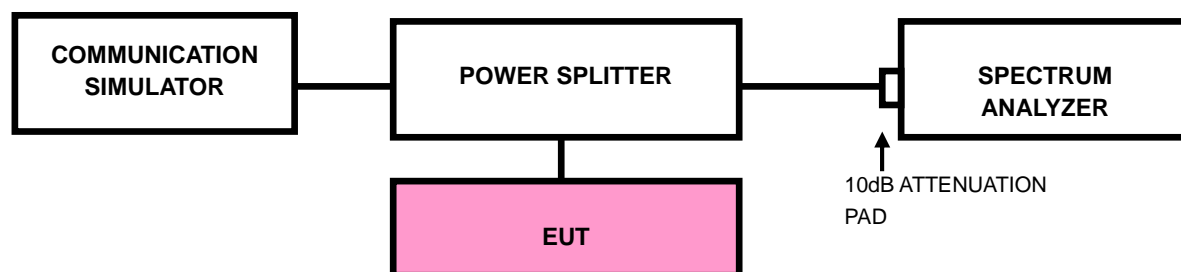 COMMUNICATION
SIMULATOR
POWER SPLITTER
SPECTRUM
ANALYZER
10dB ATTENUATION
PAD
EUT